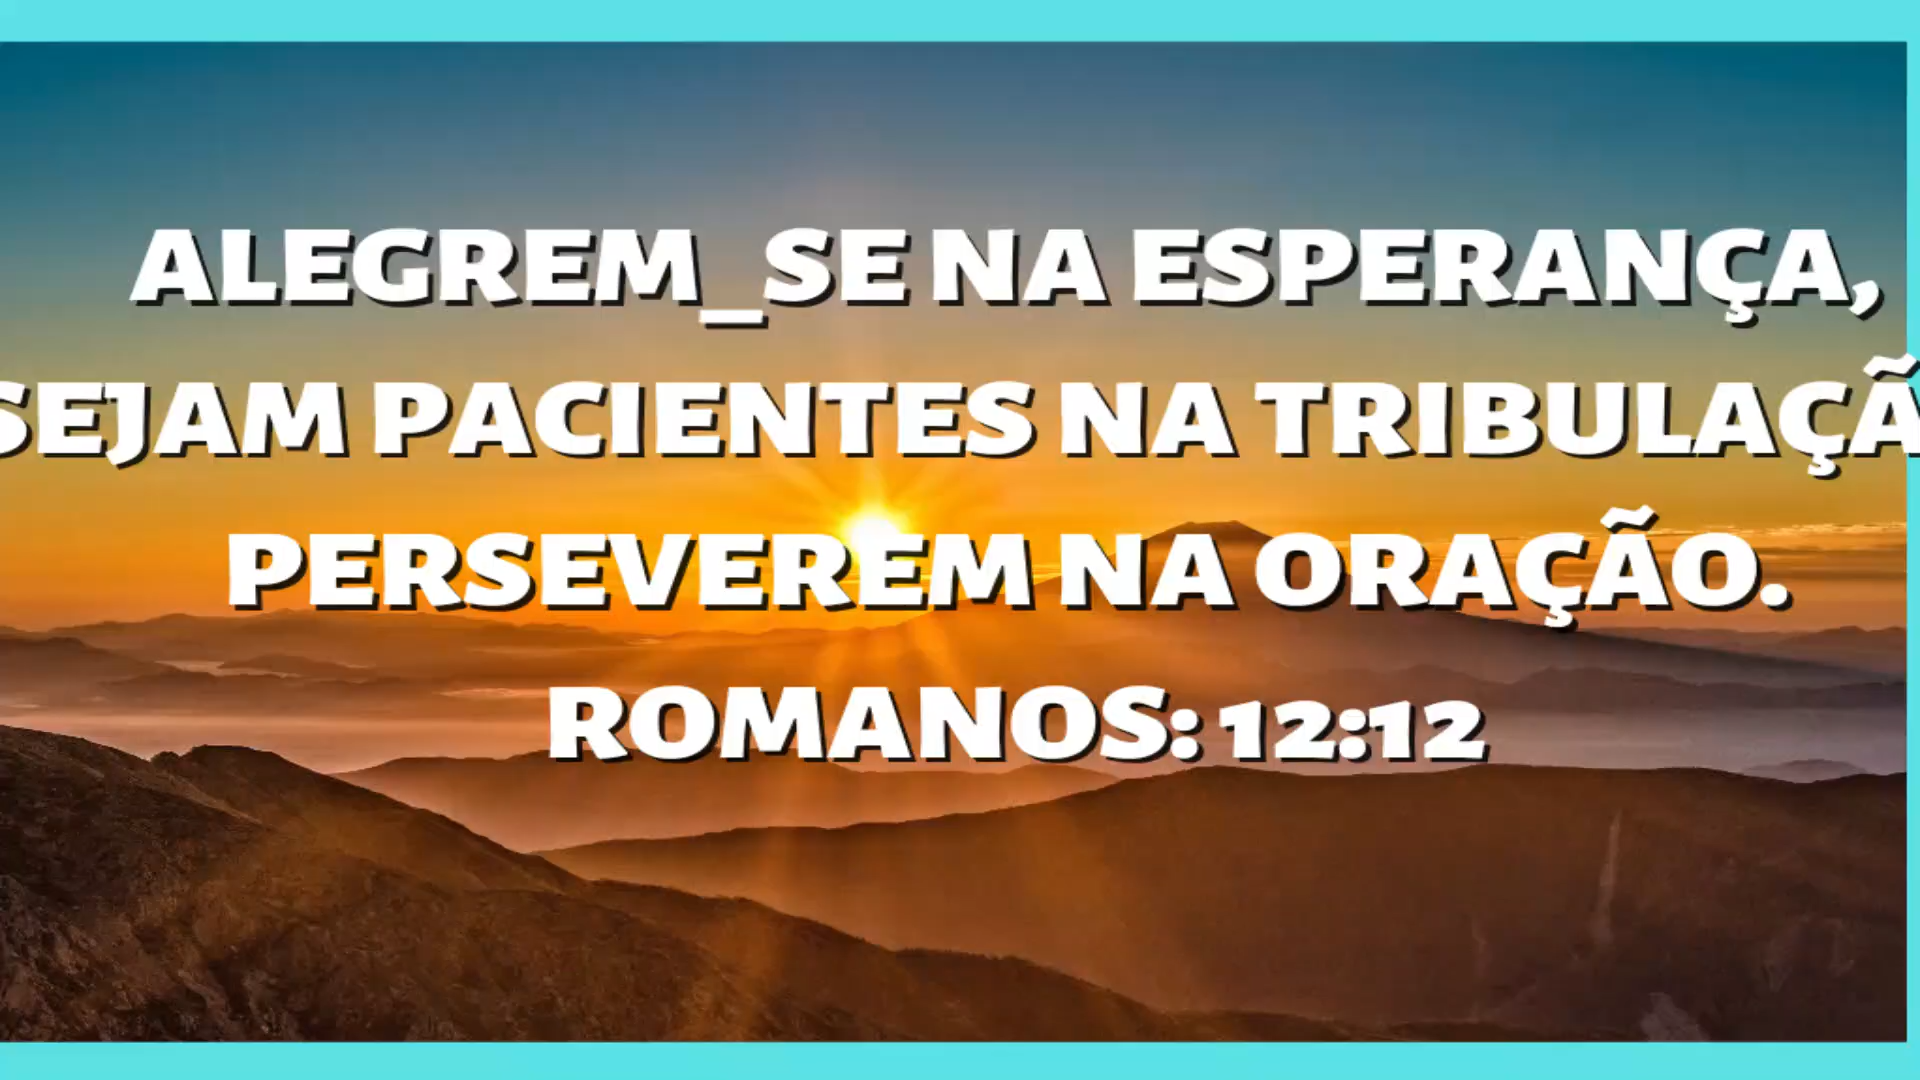 ALEGREM_SE NA ESPERANÇA,
SEJAM PACIENTES NA TRIBULAÇÃ
PERSEVEREM NA ORAÇÃO.
ROMANOS: 12:12